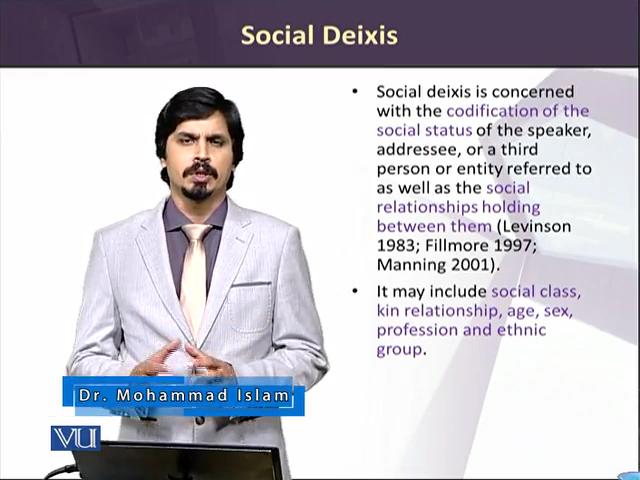 Social Deixis
• Social deixis is concerned
with the codification of the
social status of the speaker,
addressee, or a third
person or entity referred to
as well as the social
relationships holding
between them (Levinson
1983; Fillmore 1997;
Manning 2001).
• It may include social class,
kin relationship, age, sex,
profession and ethnic
group.
Dr. Mohammad Islam
VU